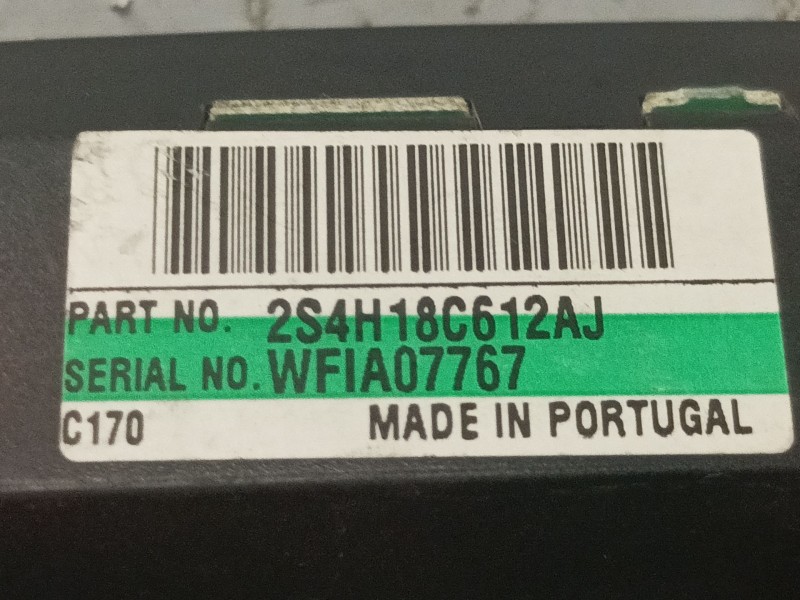 PART NO. 2S4H18C612AJ
SERIAL NO. WFIA07767
C170 MADE IN PORTUGAL